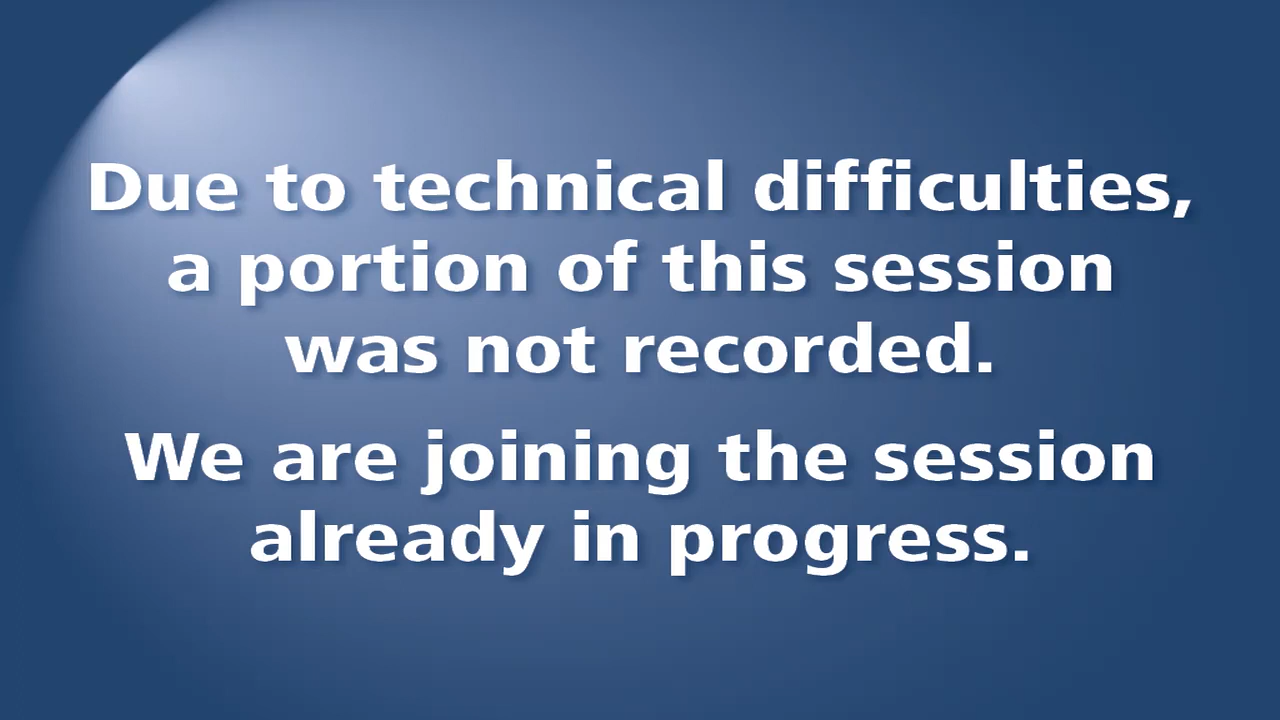 Due to technical difficulties,
a portion of this session
was not recorded.
We are joining the session
already in progress.